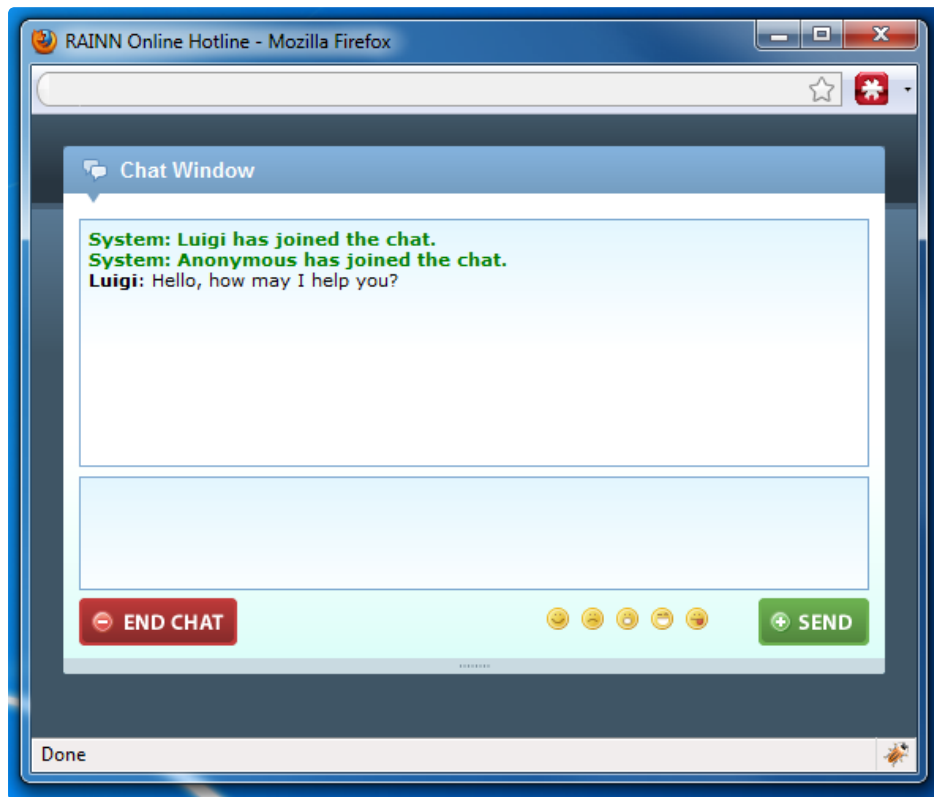 RAINN Online Hotline - Mozilla Firefox
Chat Window
System: Luigi has joined the chat.
System: Anonymous has joined the chat.
Luigi: Hello, how may I help you?
END CHAT
SEND
Done